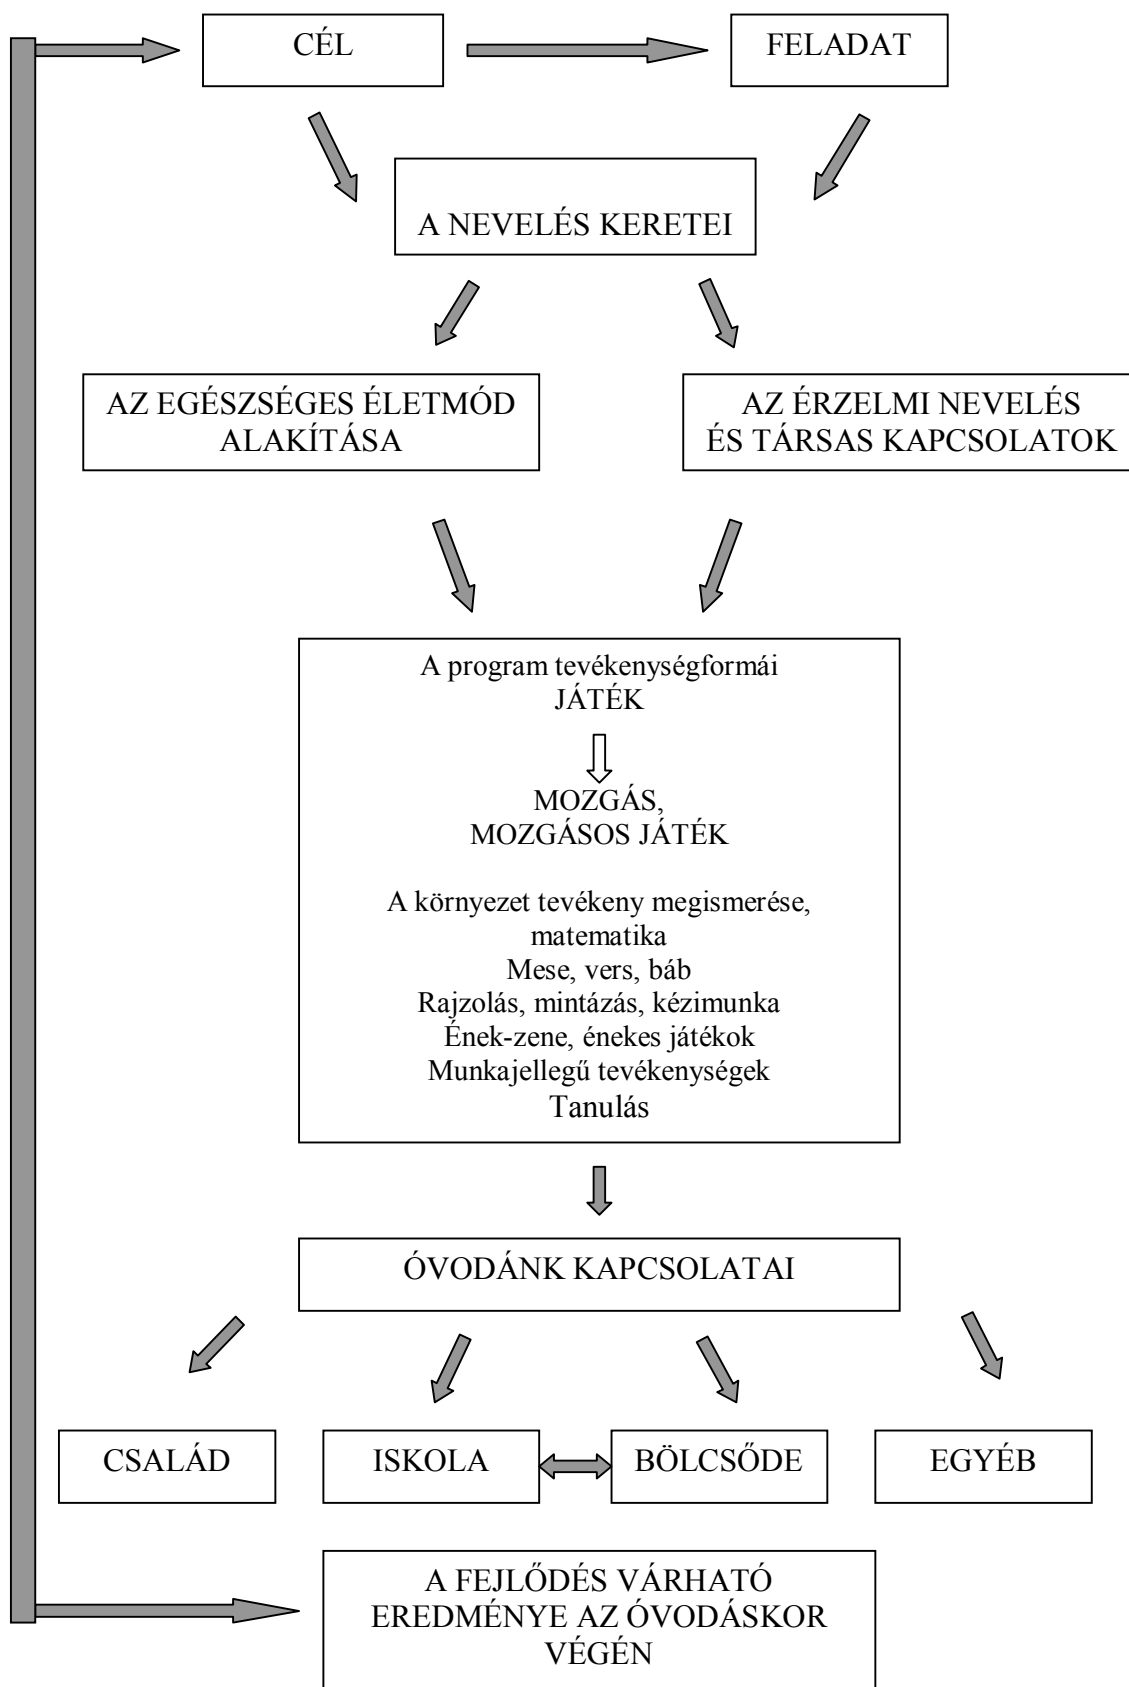 CÉL
FELADAT
A NEVELÉS KERETEI
AZ EGÉSZSÉGES ÉLETMÓD
ALAKÍTÁSA
AZ ÉRZELMI NEVELÉS
ÉS TÁRSAS KAPCSOLATOK
A program tevékenységformái
JÁTÉK
MOZGÁS,
MOZGÁSOS JÁTÉK
A környezet tevékeny megismerése,
matematika
Mese, vers, báb
Rajzolás, mintázás, kézimunka
Ének-zene, énekes játékok
Munkajellegű tevékenységek
Tanulás
ÓVODÁNK KAPCSOLATAI
CSALÁD
ISKOLA
BÖLCSŐDE
EGYÉB
A FEJLŐDÉS VÁRHATÓ
EREDMÉNYE AZ ÓVODÁSKOR
VÉGÉN